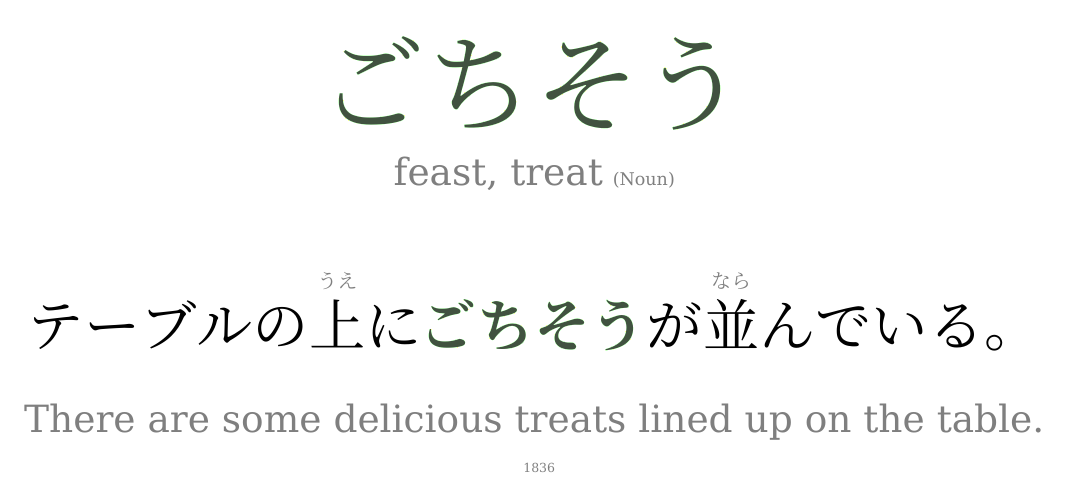 ごちそう
feast, treat (Noun)
うえ なら
テーブルの上にごちそうが並んでいる。
There are some delicious treats lined up on the table.
1836